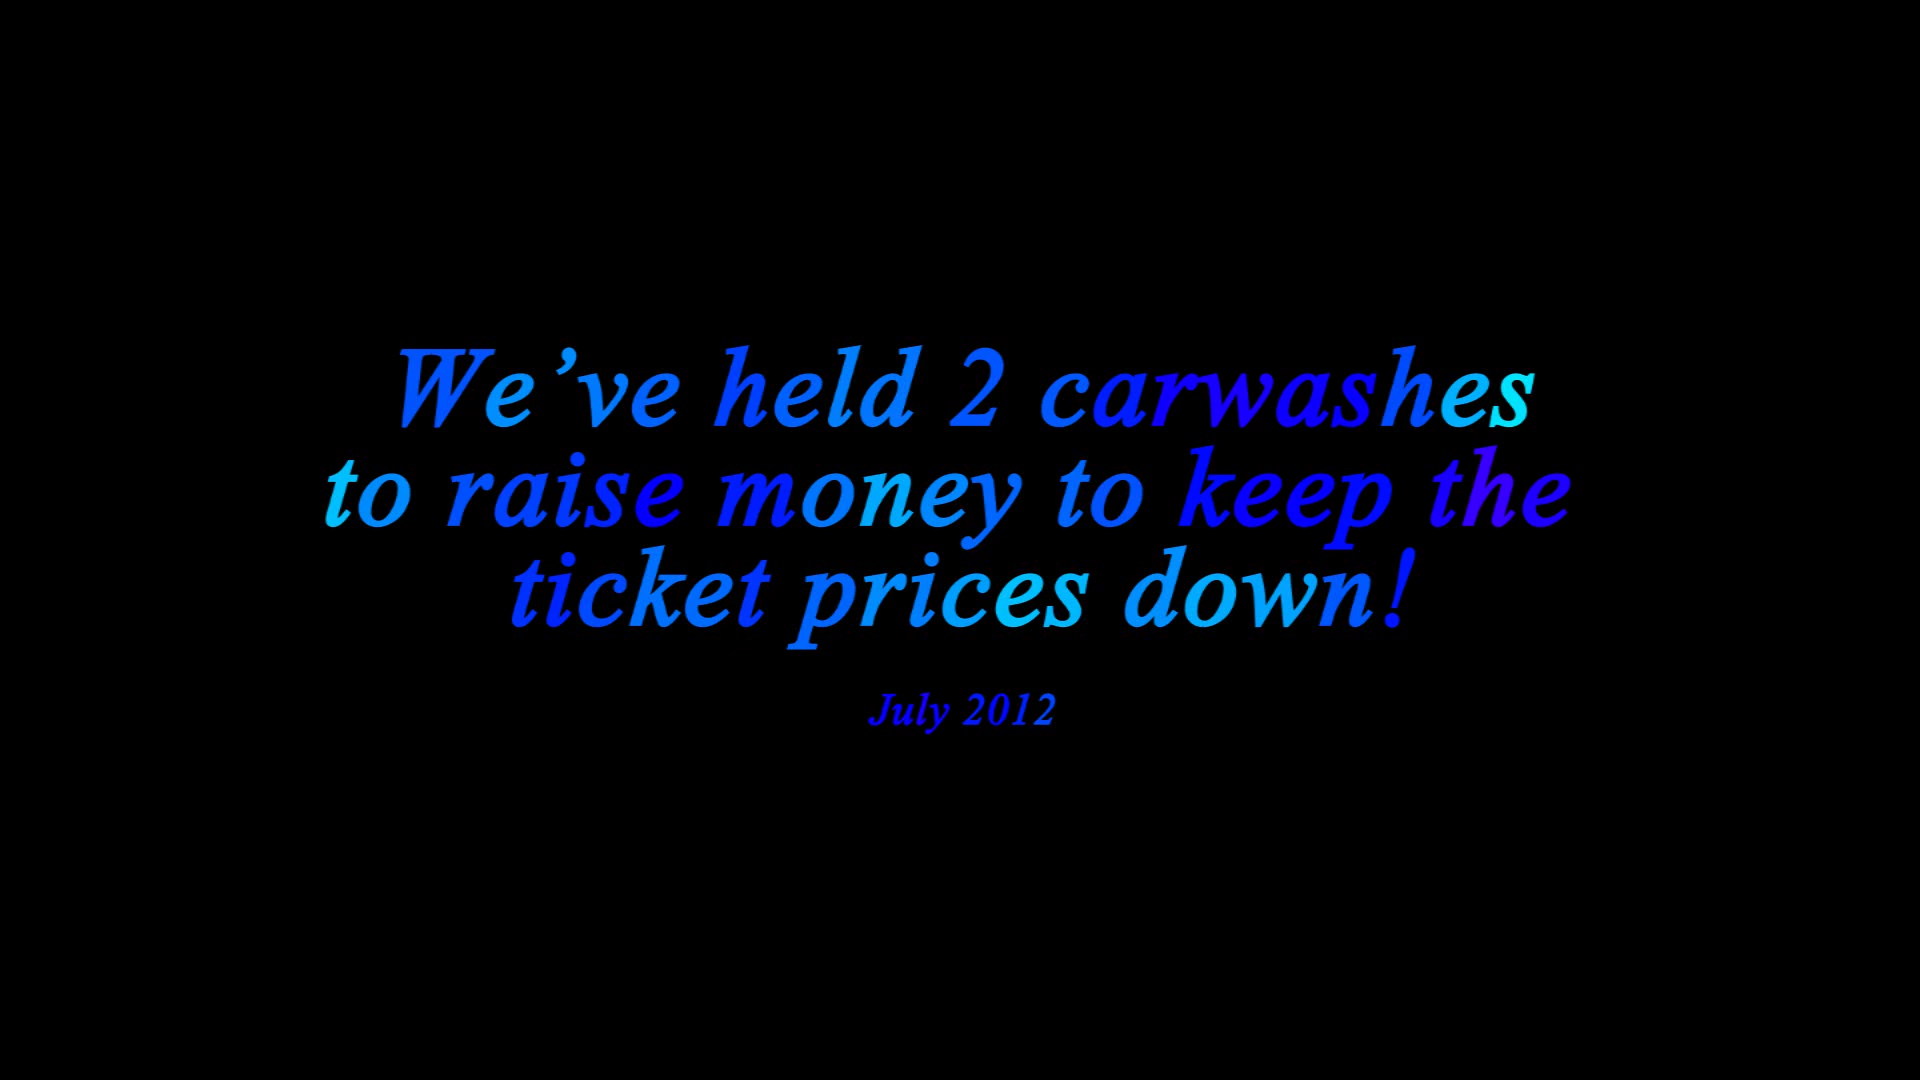 We’ve held 2 carwashes
to raise money to keep the
ticket prices down!
July 2012